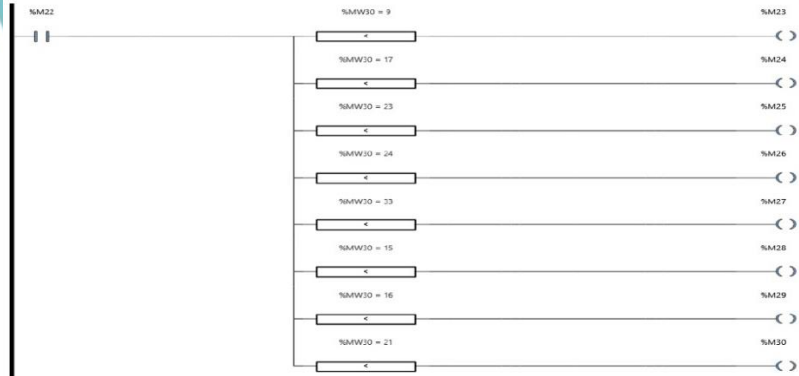 %M22 %MW30 = 9 %M23
<
%MW30 = 17 %M24
<
%MW30 = 23 %M25
<
%MW30 = 24 %M26
<
%MW30 = 33 %M27
<
%MW30 = 15 %M28
<
%MW30 = 16 %M29
<
%MW30 = 21 %M30
<